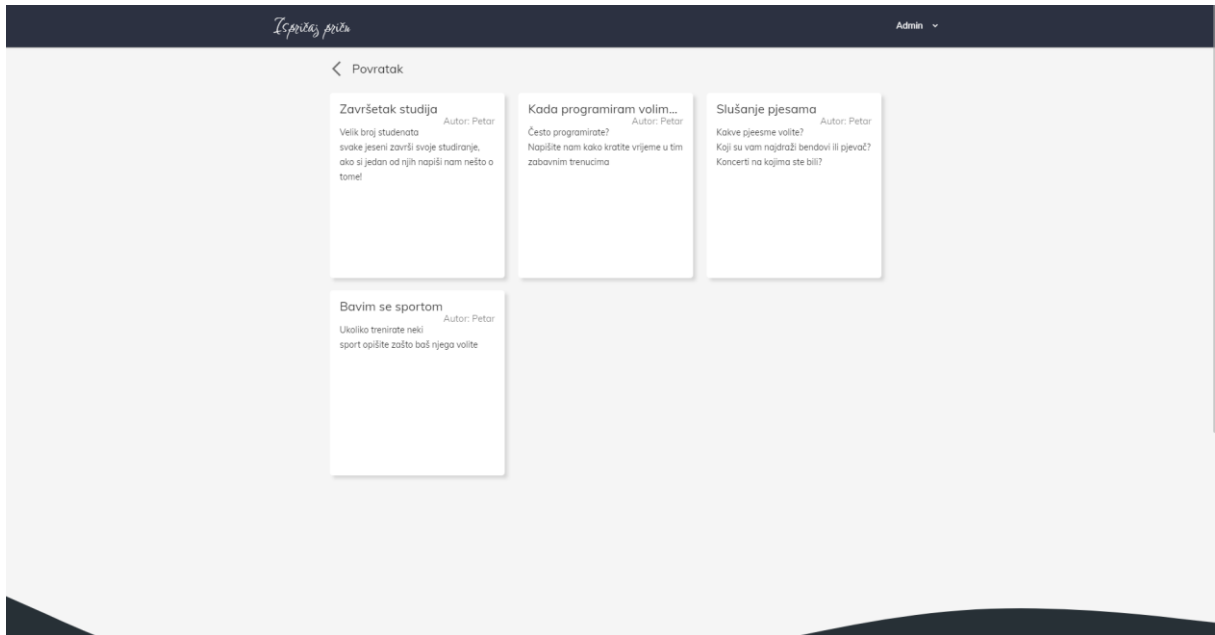 Ispričaj priču
Admin
Povratak
Završetak studija
Autor: Petar
Velik broj studenata
svake jeseni završi svoje studiranje,
ako si jedan od njih napiši nam nešto o
tome!
Kada programiram volim...
Autor: Petar
Često programirate?
Napišite nam kako kratite vrijeme u tim
zabavnim trenucima
Slušanje pjesama
Autor: Petar
Kakve pjeesme volite?
Koji su vam najdraži bendovi ili pjevač?
Koncerti na kojima ste bili?
Bavim se sportom
Autor: Petar
Ukoliko trenirate neki
sport opišite zašto baš njega volite